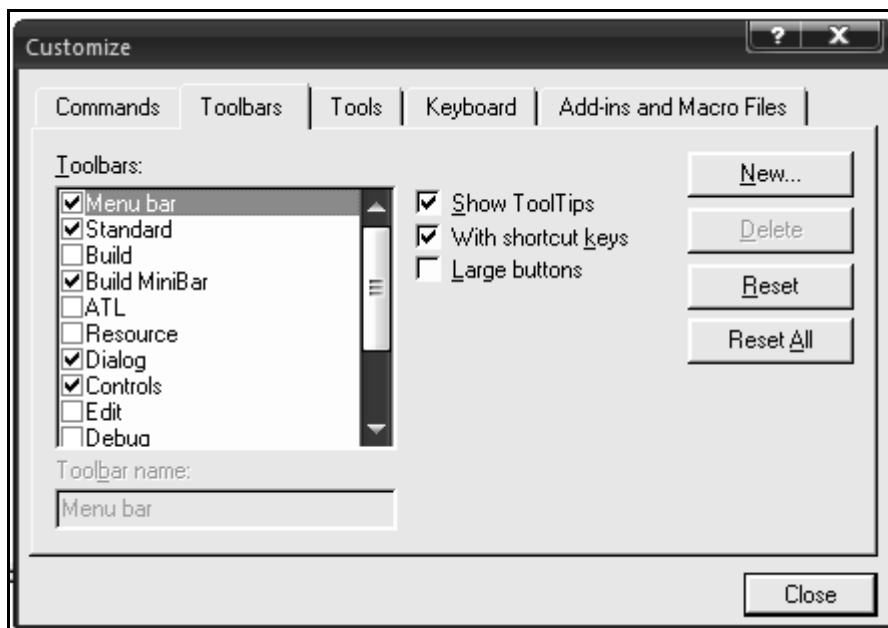 Customize
Commands Toolbars Tools Keyboard Add-ins and Macro Files
Toolbars:
Menu bar
Standard
Build
Build MiniBar
ATL
Resource
Dialog
Controls
Edit
Debug
Toolbar name:
Menu bar
Show ToolTips
With shortcut keys
Large buttons
New...
Delete
Reset
Reset All
Close